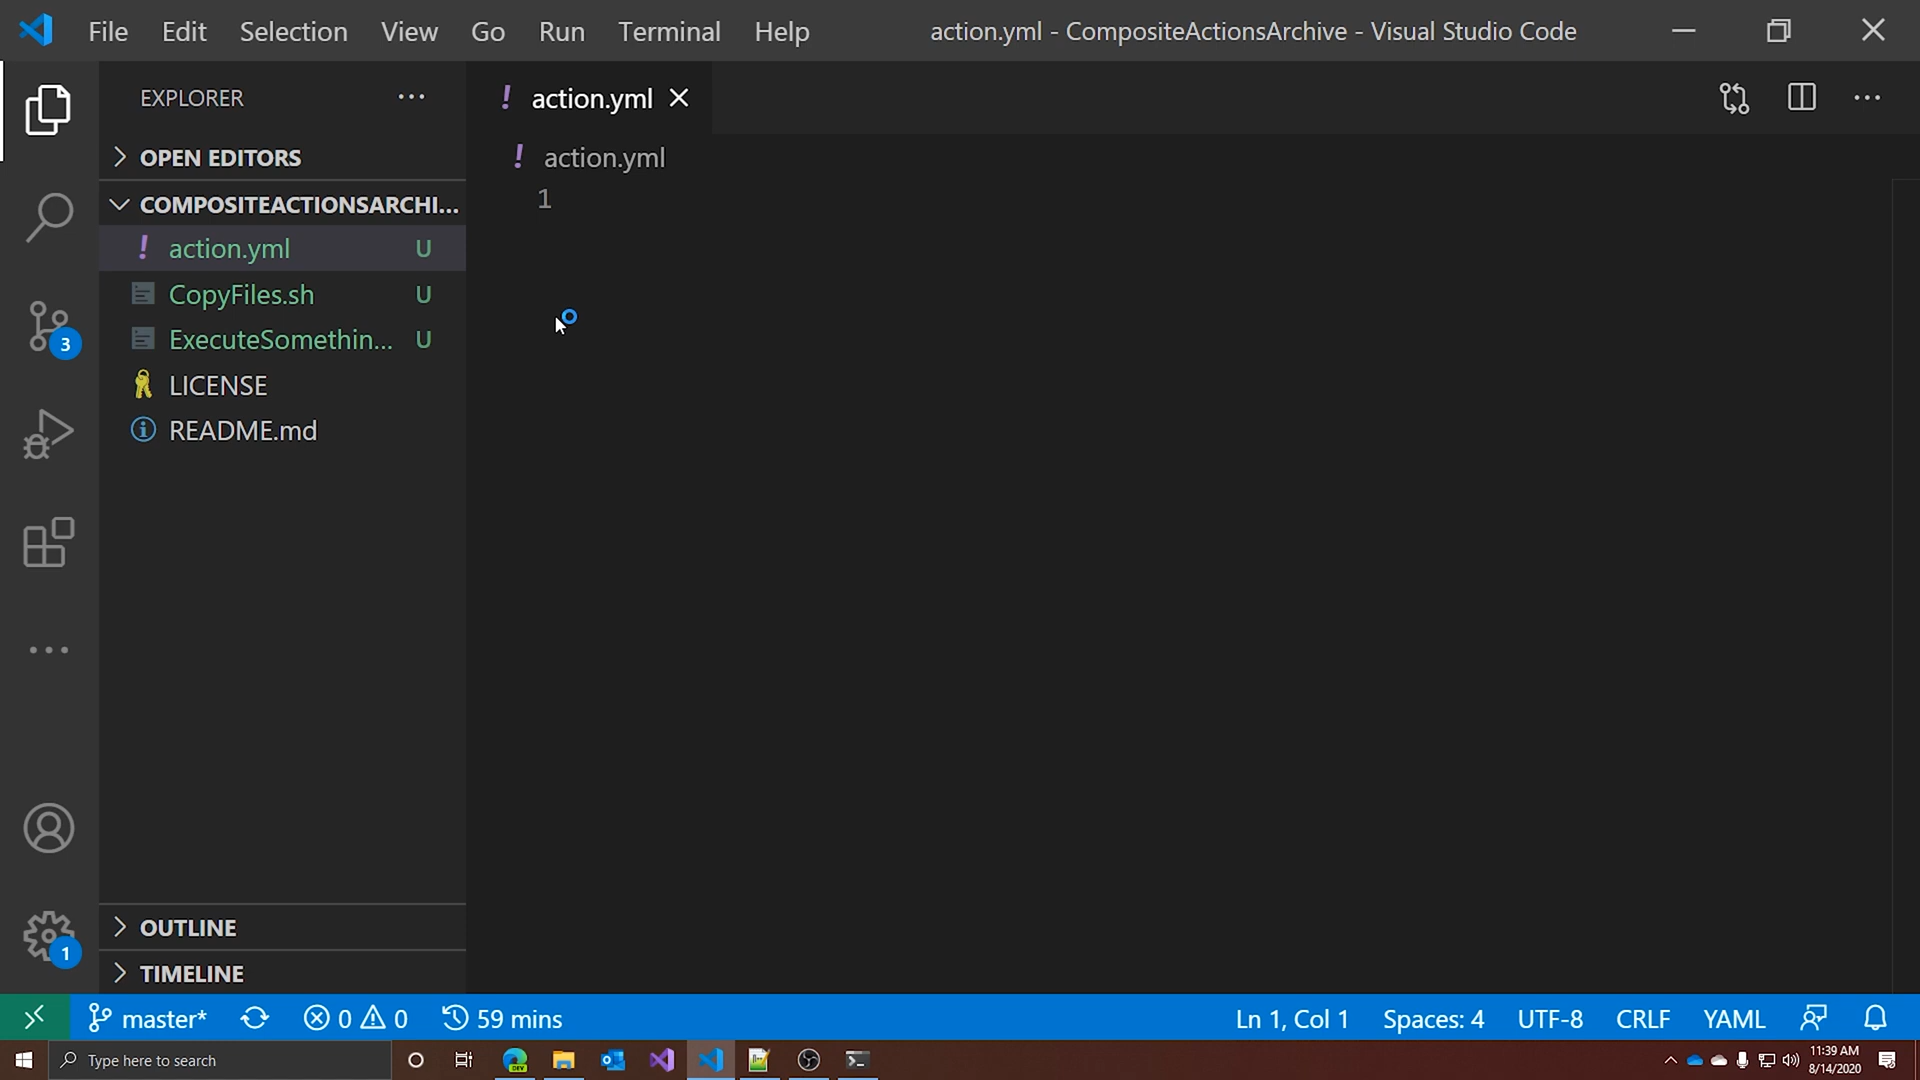 File Edit Selection View Go Run Terminal Help action.yml - CompositeActionsArchive - Visual Studio Code
EXPLORER
! action.yml
OPEN EDITORS
! action.yml
1
COMPOSITEACTIONSARCHI...
! action.yml U
CopyFiles.sh U
ExecuteSomethin... U
LICENSE
README.md
3
OUTLINE
1
TIMELINE
master* 0 0 59 mins Ln 1, Col 1 Spaces: 4 UTF-8 CRLF YAML
Type here to search
DEV
11:39 AM
8/14/2020